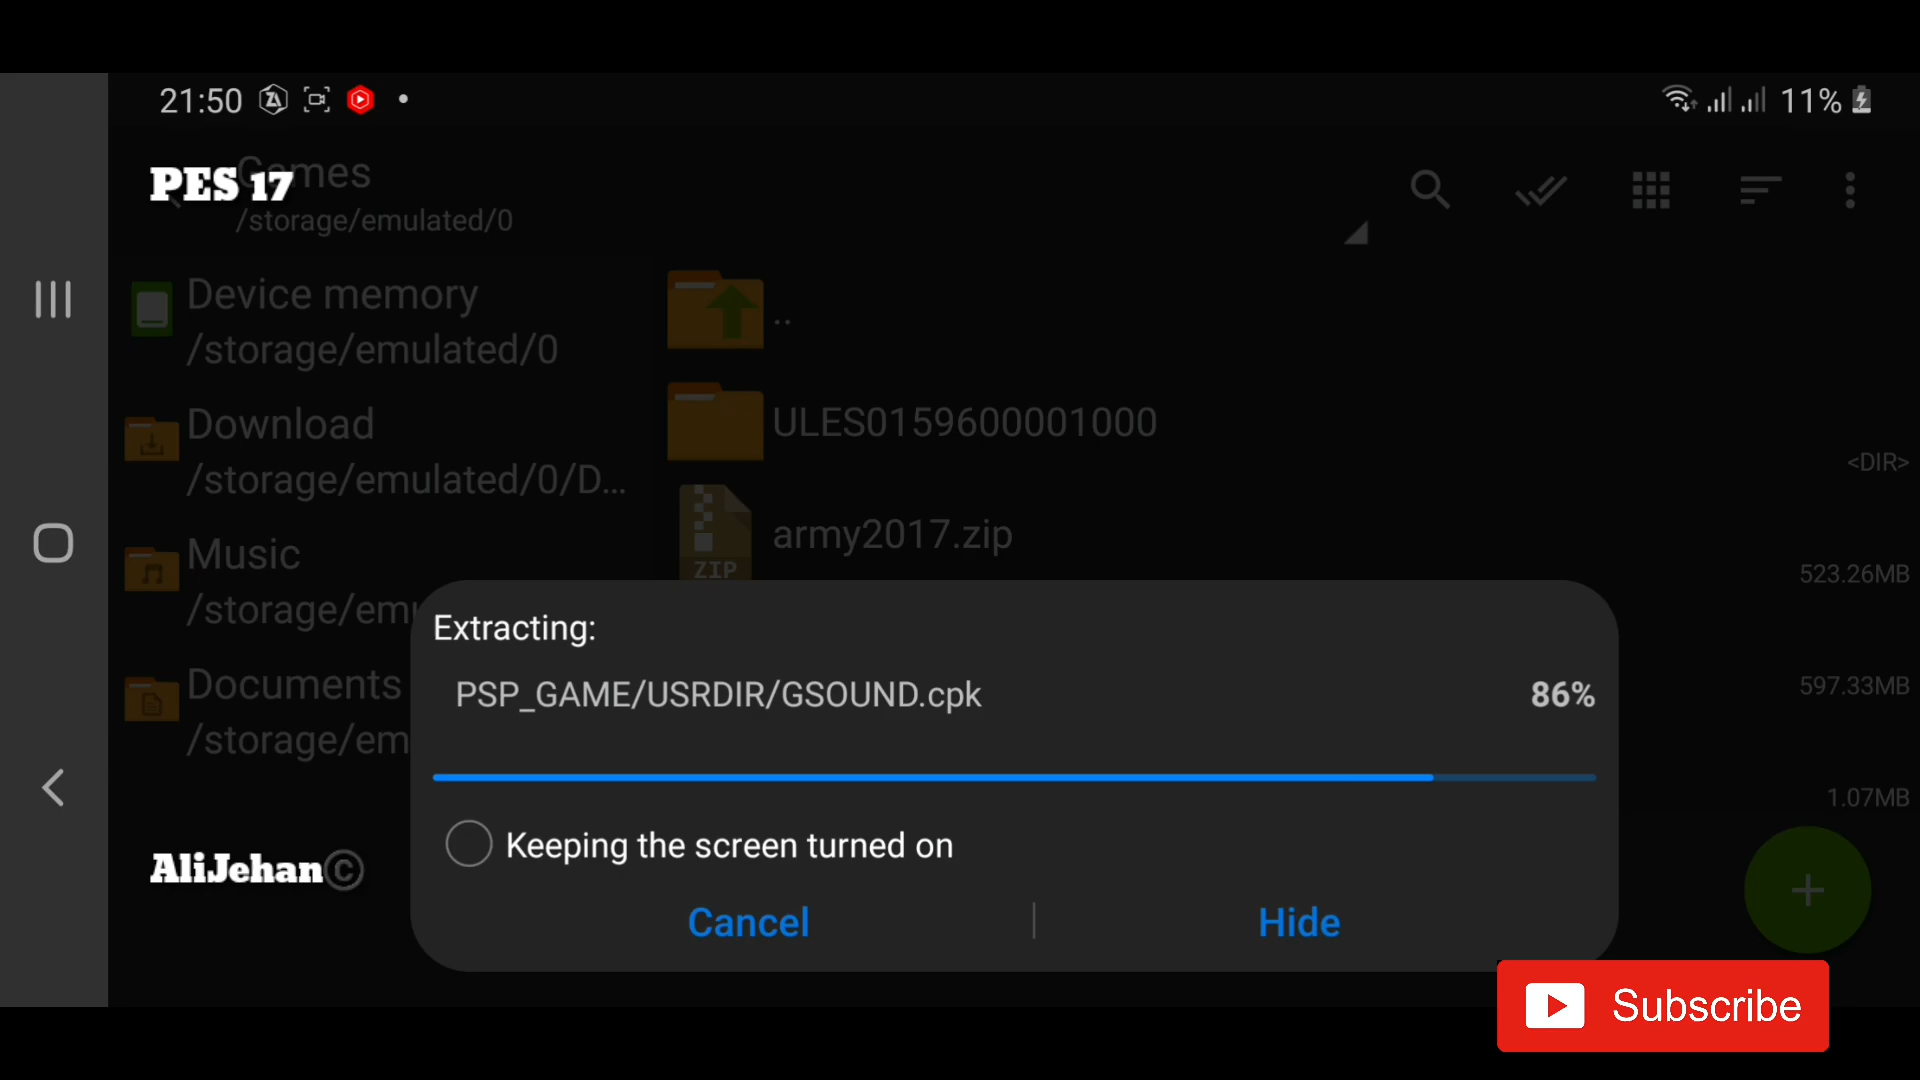 21:50
11%
Games
PES 17
/storage/emulated/0
Device memory
/storage/emulated/0
Download
/storage/emulated/0/D...
Music
/storage/emu
Documents
/storage/em
..
ULES0159600001000
<DIR>
army2017.zip
ZIP
523.26MB
597.33MB
1.07MB
Extracting:
PSP_GAME/USRDIR/GSOUND.cpk
86%
Keeping the screen turned on
Cancel
Hide
AliJehan©
Subscribe